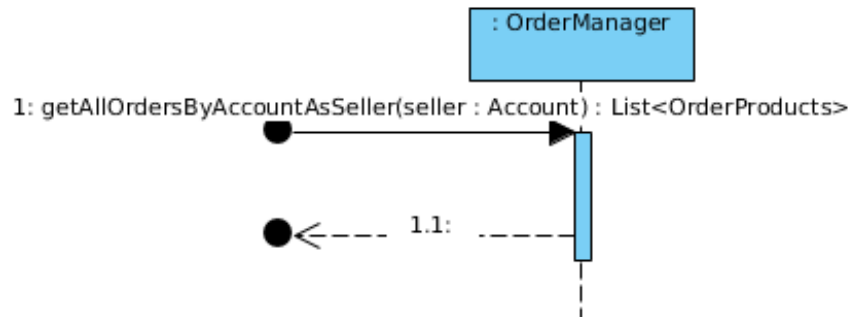 : OrderManager
1: getAllOrdersByAccountAsSeller(seller : Account) : List<OrderProducts>
1.1: